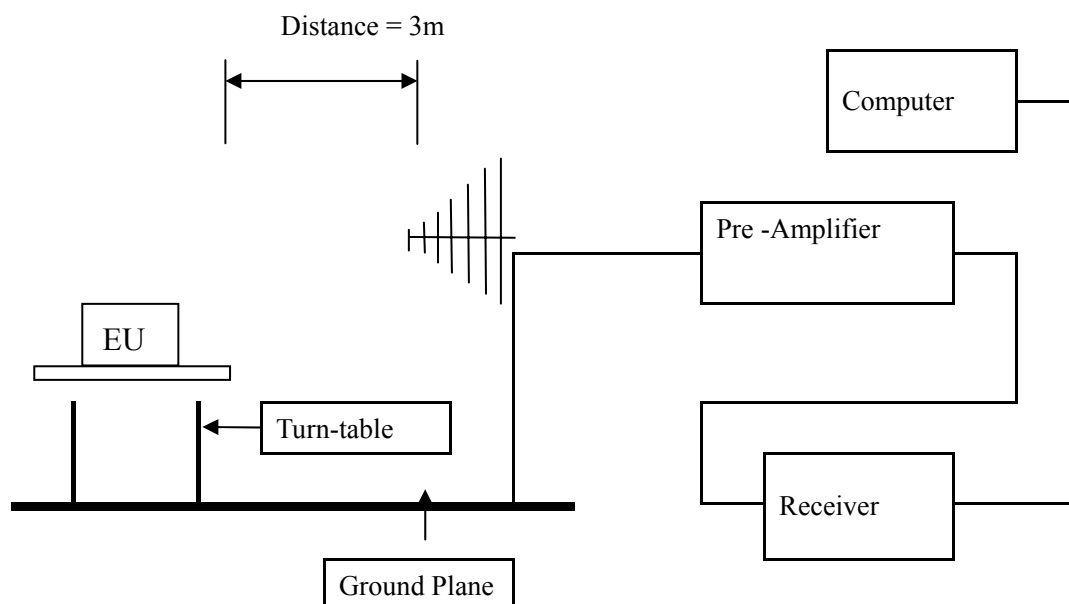 Distance = 3m
Computer
Pre -Amplifier
EU
Turn-table
Receiver
Ground Plane